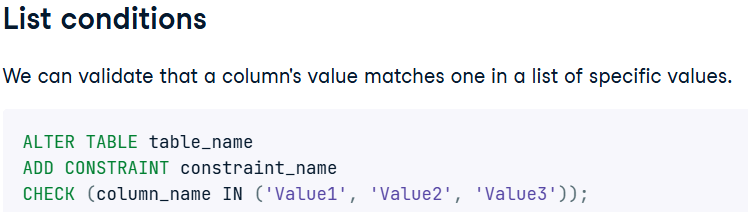 List conditions
We can validate that a column's value matches one in a list of specific values.
ALTER TABLE table_name
ADD CONSTRAINT constraint_name
CHECK (column_name IN ('Value1', 'Value2', 'Value3'));